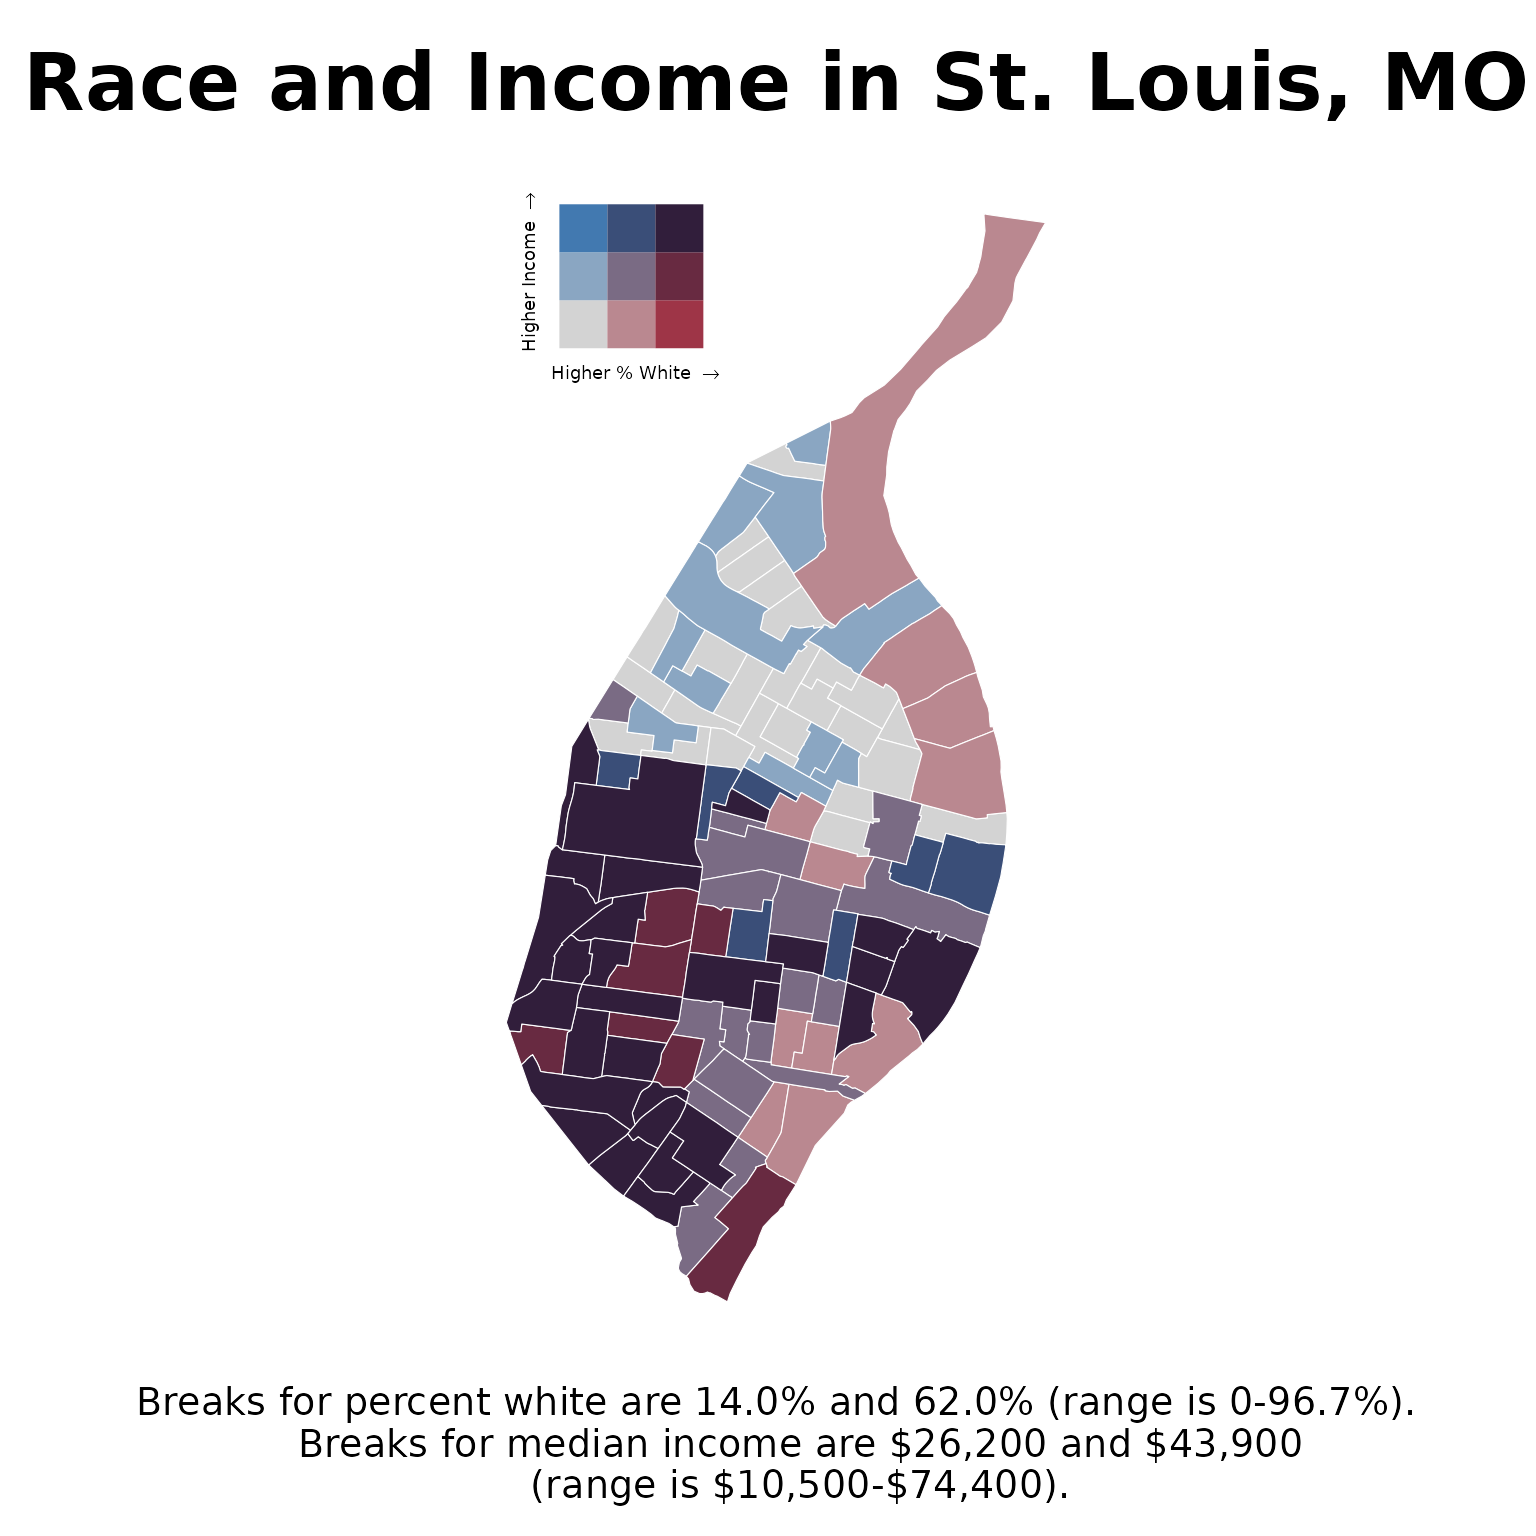 Race and Income in St. Louis, MO
Higher Income →
Higher % White →
Breaks for percent white are 14.0% and 62.0% (range is 0-96.7%).
Breaks for median income are $26,200 and $43,900
(range is $10,500-$74,400).